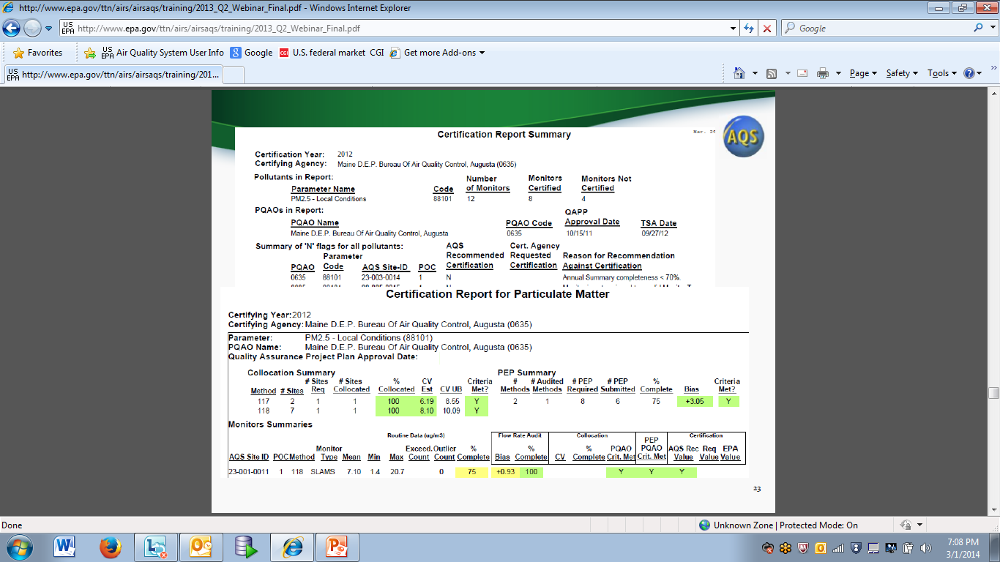 http://www.epa.gov/ttn/airs/airsaqs/training/2013_Q2_Webinar_Final.pdf - Windows Internet Explorer
US EPA http://www.epa.gov/ttn/airs/airsaqs/training/2013_Q2_Webinar_Final.pdf Google
Favorites US EPA Air Quality System User Info Google CGI U.S. federal market CGI Get more Add-ons
US EPA http://www.epa.gov/ttn/airs/airsaqs/training/201... Page Safety Tools
Certification Report Summary
AQS
Certification Year: 2012
Certifying Agency: Maine D.E.P. Bureau Of Air Quality Control, Augusta (0635)
Pollutants in Report: Number Monitors Monitors Not
Parameter Name Code of Monitors Certified Certified
PM2.5 - Local Conditions 88101 12 8 4
PQAOs in Report: QAPP
PQAO Name PQAO Code Approval Date TSA Date
Maine D.E.P. Bureau Of Air Quality Control, Augusta 0635 10/15/11 09/27/12
Summary of 'N' flags for all pollutants: AQS Cert. Agency
Parameter Recommended Requested Reason for Recommendation
PQAO Code AQS Site-ID POC Certification Certification Against Certification
0635 88101 23-003-0014 1 N Annual Summary completeness < 70%.
Certification Report for Particulate Matter
Certifying Year:2012
Certifying Agency:Maine D.E.P. Bureau Of Air Quality Control, Augusta (0635)
Parameter: PM2.5 - Local Conditions (88101)
PQAO Name: Maine D.E.P. Bureau Of Air Quality Control, Augusta (0635)
Quality Assurance Project Plan Approval Date:
Collocation Summary PEP Summary
# Sites # Sites % CV Criteria # # Audited # PEP # PEP % Criteria
Method # Sites Req Collocated Collocated Est CV UB Met? Methods Methods Required Submitted Complete Bias Met?
117 2 1 1 100 6.19 8.55 Y 2 1 8 6 75 +3.05 Y
118 7 1 1 100 8.10 10.09 Y
Monitors Summaries
Routine Data (ug/m3) Flow Rate Audit Collocation Certification
Monitor Exceed. Outlier % % % PQAO PEP PQAO AQS Rec Req EPA
AQS Site ID POC Method Type Mean Min Max Count Count Complete Bias Complete CV Complete Crit. Met Crit. Met Value Value Value
23-001-0011 1 118 SLAMS 7.10 1.4 20.7 0 75 +0.93 100 Y Y Y
23
Done Unknown Zone | Protected Mode: On
7:08 PM
3/1/2014